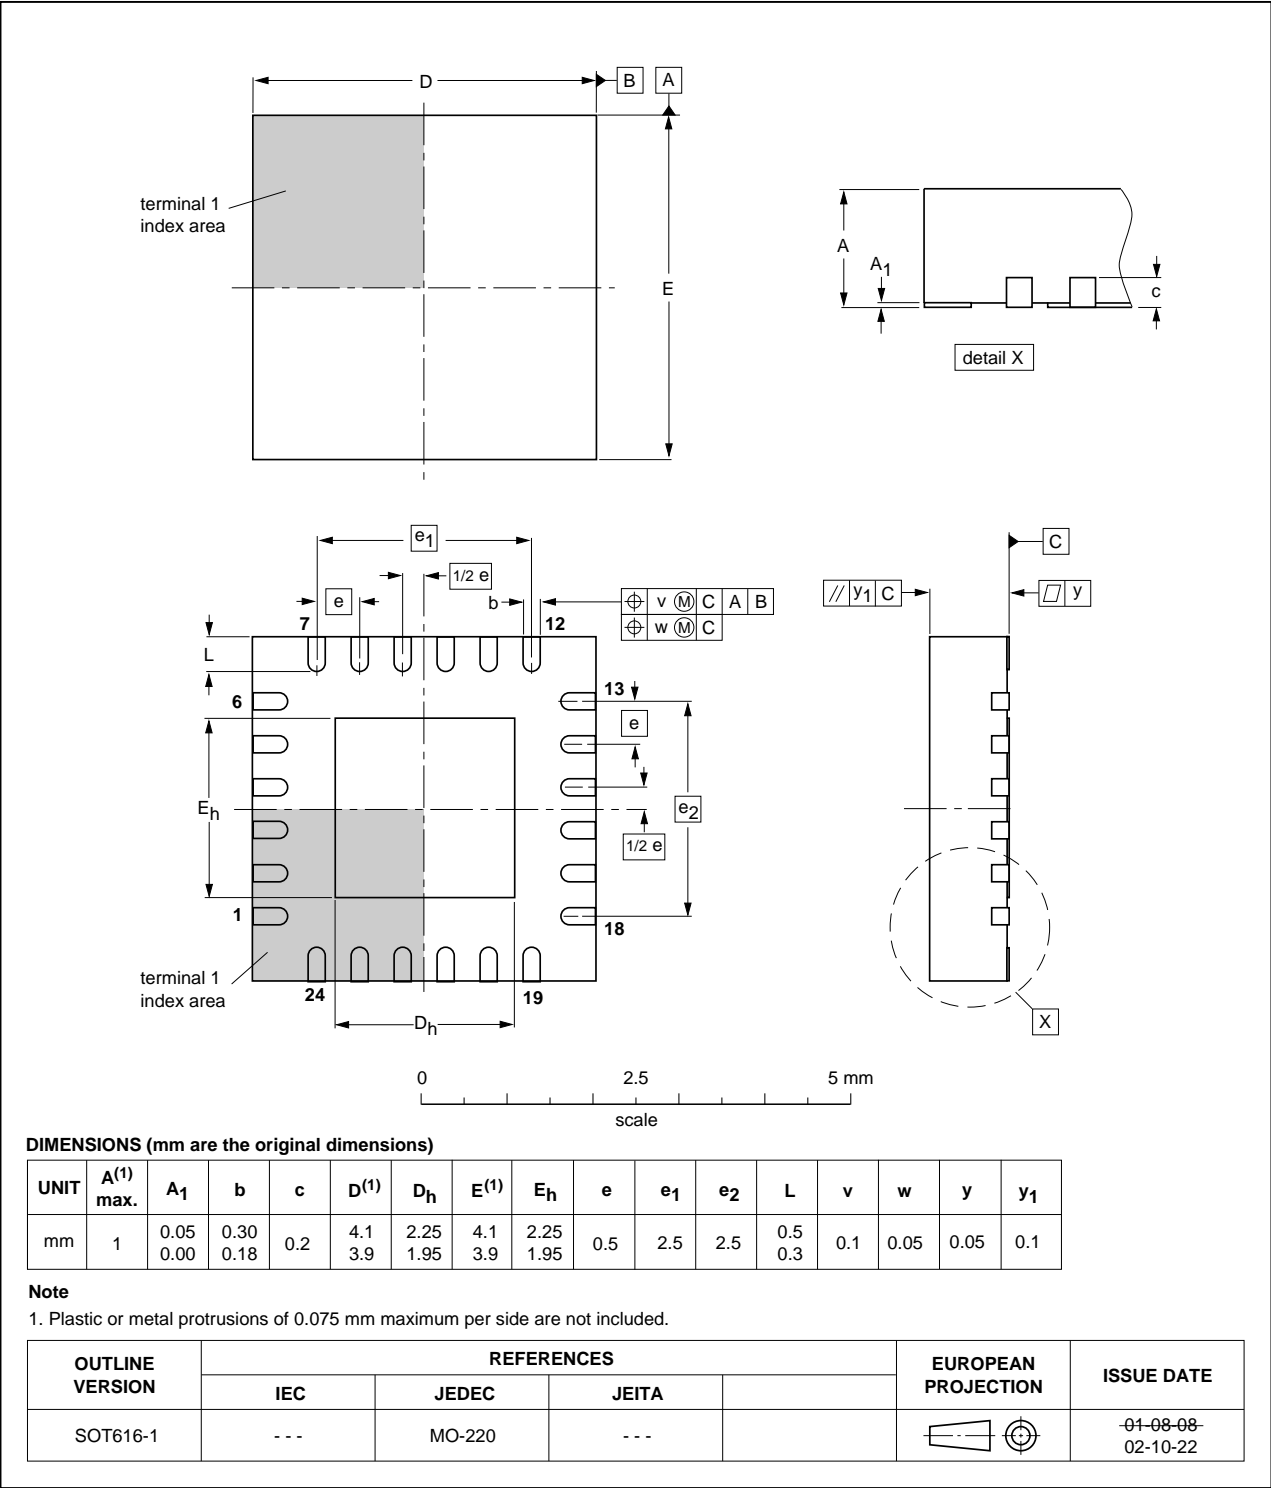 D
B
A
terminal 1
index area
E
A
A1
c
detail X
e1
1/2 e
e
b
v Ⓜ C A B
w Ⓜ C
7
12
L
6
13
e
Eh
e2
1/2 e
1
18
terminal 1
index area
24
19
Dh
C
// y1 C
y
X
0 2.5 5 mm
scale
DIMENSIONS (mm are the original dimensions)
UNIT A(1) max. A1 b c D(1) Dh E(1) Eh e e1 e2 L v w y y1
mm 1 0.05 0.00 0.30 0.18 0.2 4.1 3.9 2.25 1.95 4.1 3.9 2.25 1.95 0.5 2.5 2.5 0.5 0.3 0.1 0.05 0.05 0.1
Note
1. Plastic or metal protrusions of 0.075 mm maximum per side are not included.
OUTLINE VERSION REFERENCES EUROPEAN PROJECTION ISSUE DATE
IEC JEDEC JEITA
SOT616-1 - - - MO-220 - - - 01-08-08
02-10-22